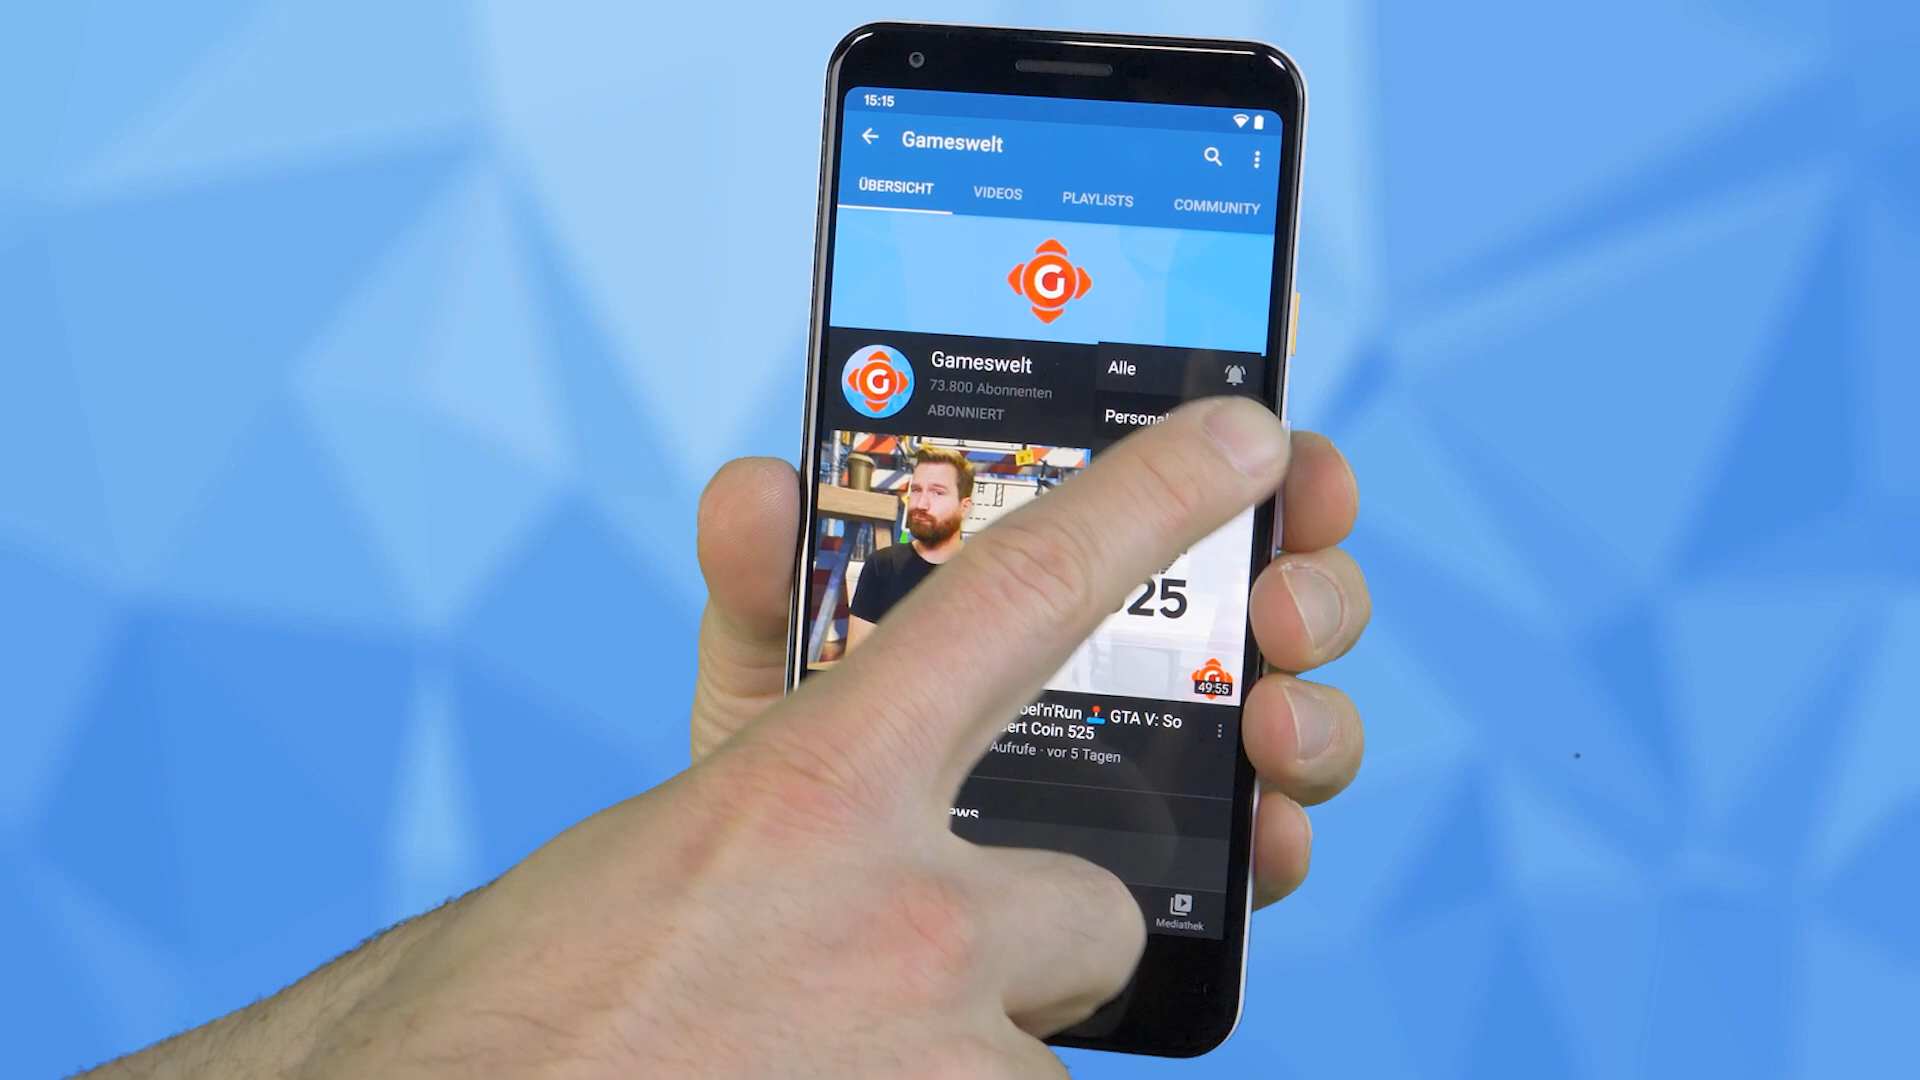 15:15
Gameswelt
ÜBERSICHT
VIDEOS
PLAYLISTS
COMMUNITY
G
Gameswelt
73.800 Abonnenten
ABONNIERT
G
Alle
25
49:55
GTA V: So
Coin 525
Aufrufe · vor 5 Tagen
Mediathek